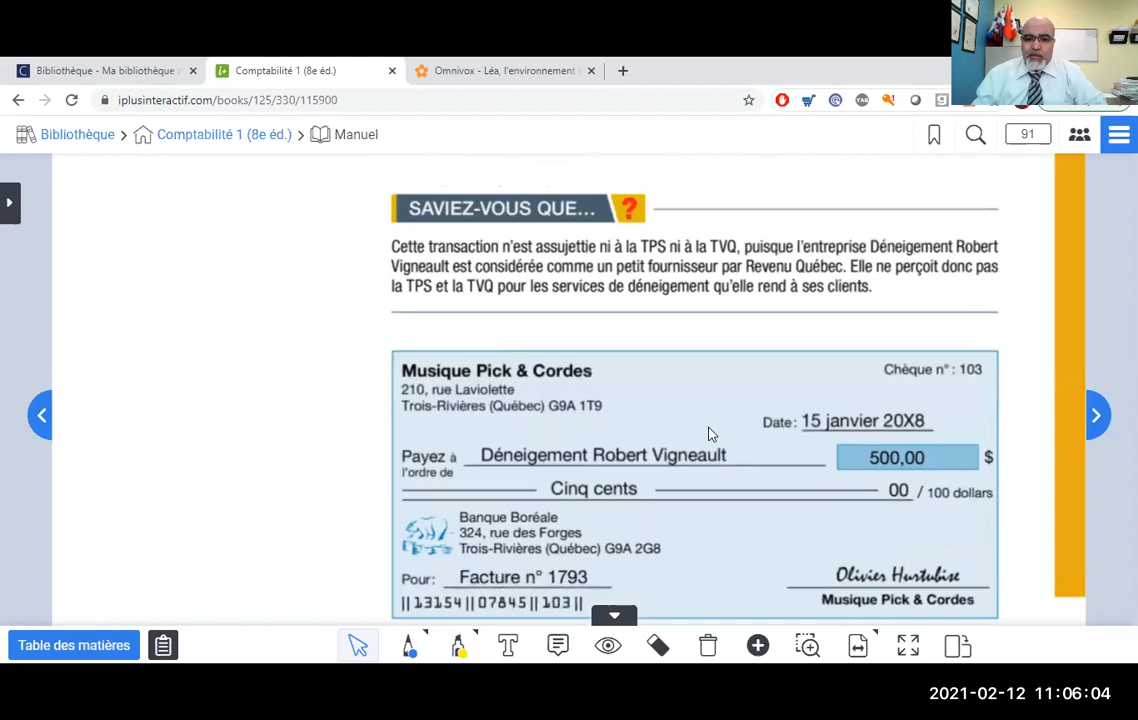 Bibliothèque - Ma bibliothèque
Comptabilité 1 (8e éd.)
Omnivox - Léa, l'environnement
iplusinteractif.com/books/125/330/115900
Bibliothèque > Comptabilité 1 (8e éd.) > Manuel
91
SAVIEZ-VOUS QUE... ?
Cette transaction n'est assujettie ni à la TPS ni à la TVQ, puisque l'entreprise Déneigement Robert
Vigneault est considérée comme un petit fournisseur par Revenu Québec. Elle ne perçoit donc pas
la TPS et la TVQ pour les services de déneigement qu'elle rend à ses clients.
Musique Pick & Cordes
Chèque n° : 103
210, rue Laviolette
Trois-Rivières (Québec) G9A 1T9
Date : 15 janvier 20X8
Payez à Déneigement Robert Vigneault 500,00 $
l'ordre de
Cinq cents 00 / 100 dollars
Banque Boréale
324, rue des Forges
Trois-Rivières (Québec) G9A 2G8
Pour : Facture n° 1793
Olivier Hurtubise
||13154||07845||103||
Musique Pick & Cordes
Table des matières
2021-02-12 11:06:04